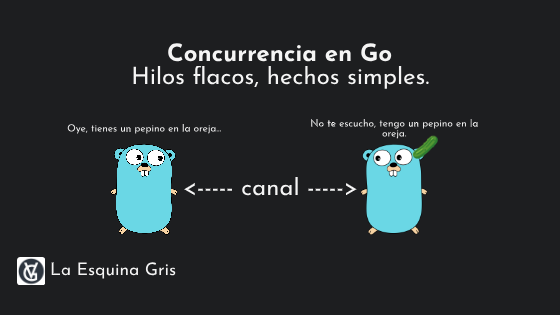 Concurrencia en Go
Hilos flacos, hechos simples.
Oye, tienes un pepino en la oreja...
No te escucho, tengo un pepino en la
oreja.
<----- canal ----->
La Esquina Gris